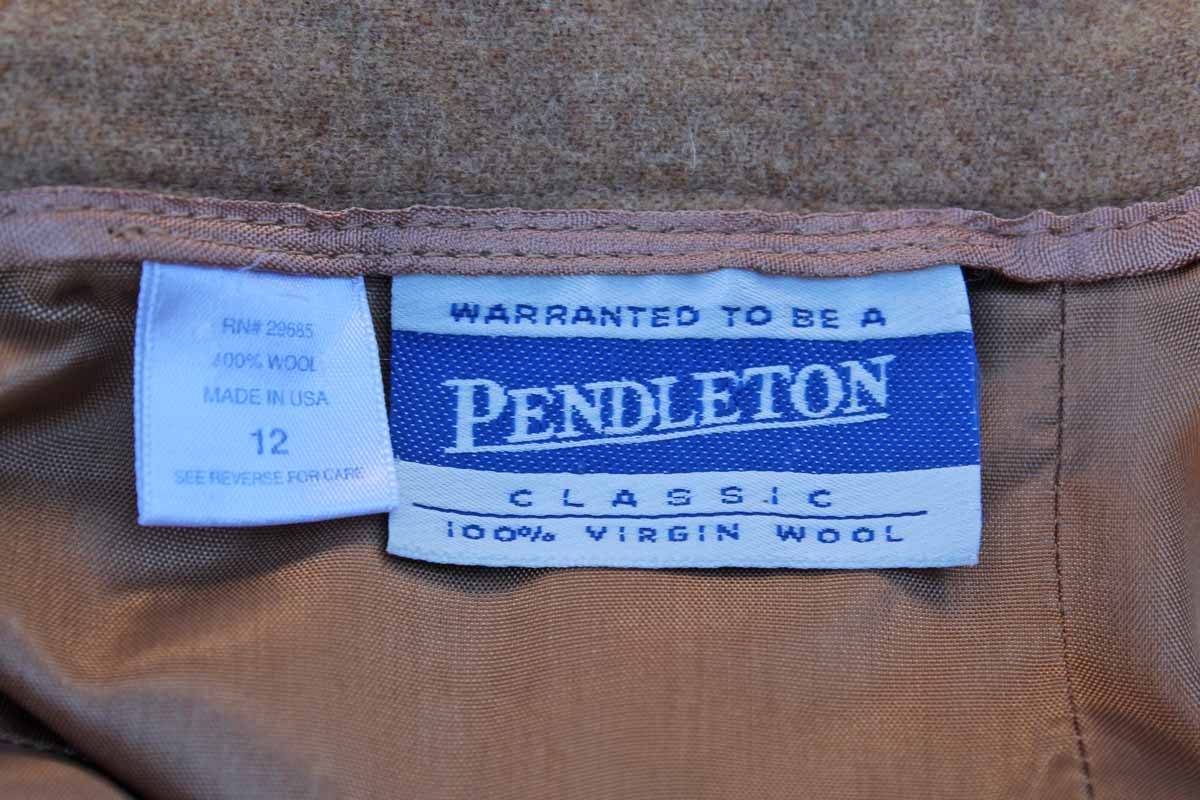 RN# 29685
100% WOOL
MADE IN USA
12
SEE REVERSE FOR CARE
WARRANTED TO BE A
PENDLETON
CLASSIC
100% VIRGIN WOOL